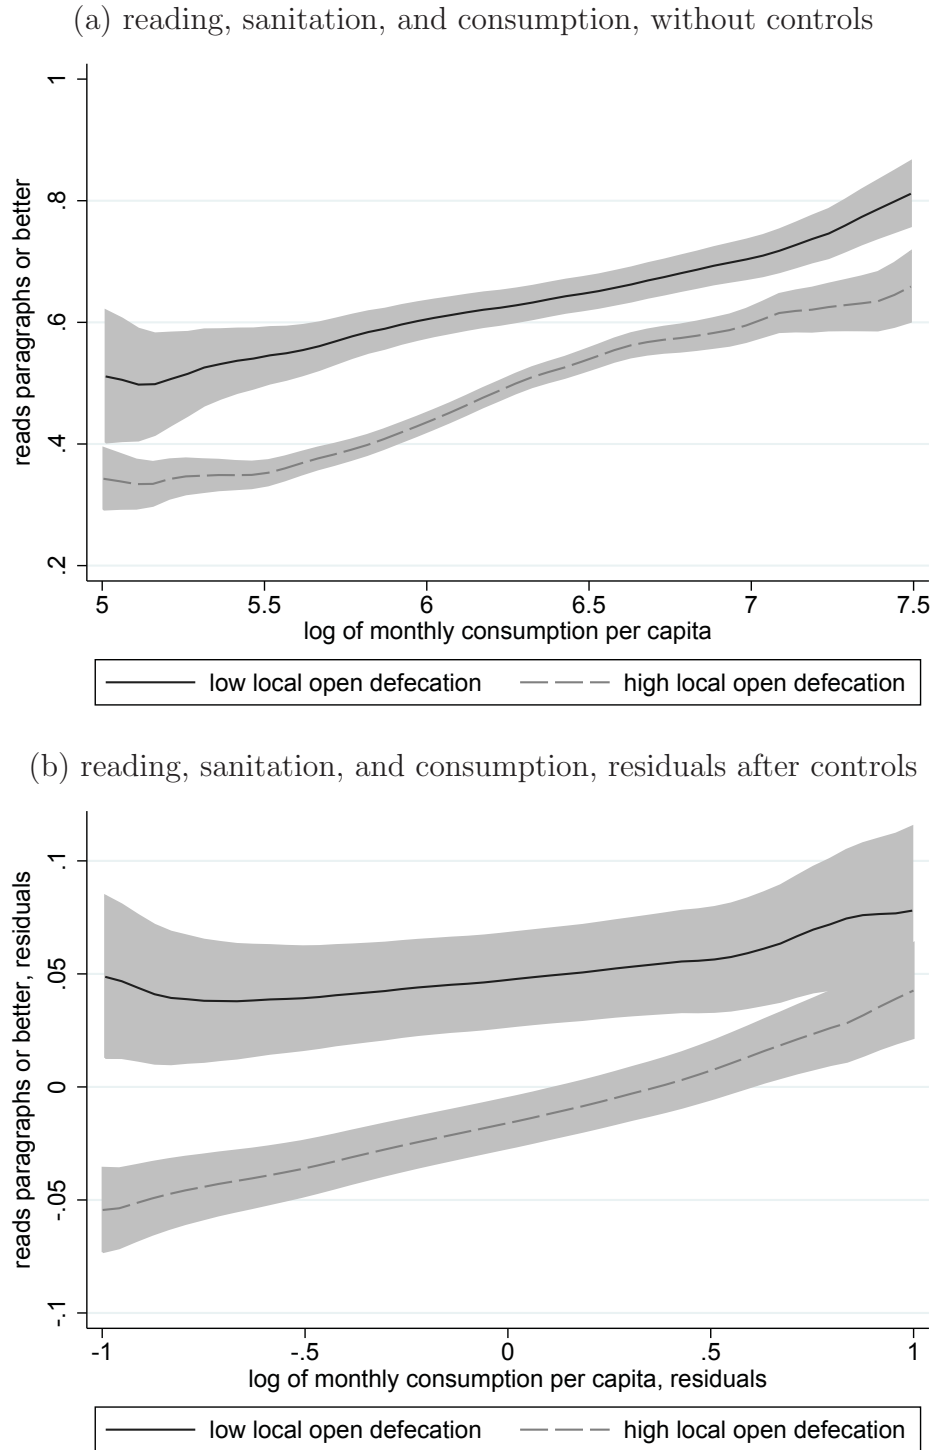 (a) reading, sanitation, and consumption, without controls
reads paragraphs or better
1
.8
.6
.4
.2
5 5.5 6 6.5 7 7.5
log of monthly consumption per capita
low local open defecation high local open defecation
(b) reading, sanitation, and consumption, residuals after controls
reads paragraphs or better, residuals
.1
.05
0
-.05
-.1
-1 -.5 0 .5 1
log of monthly consumption per capita, residuals
low local open defecation high local open defecation